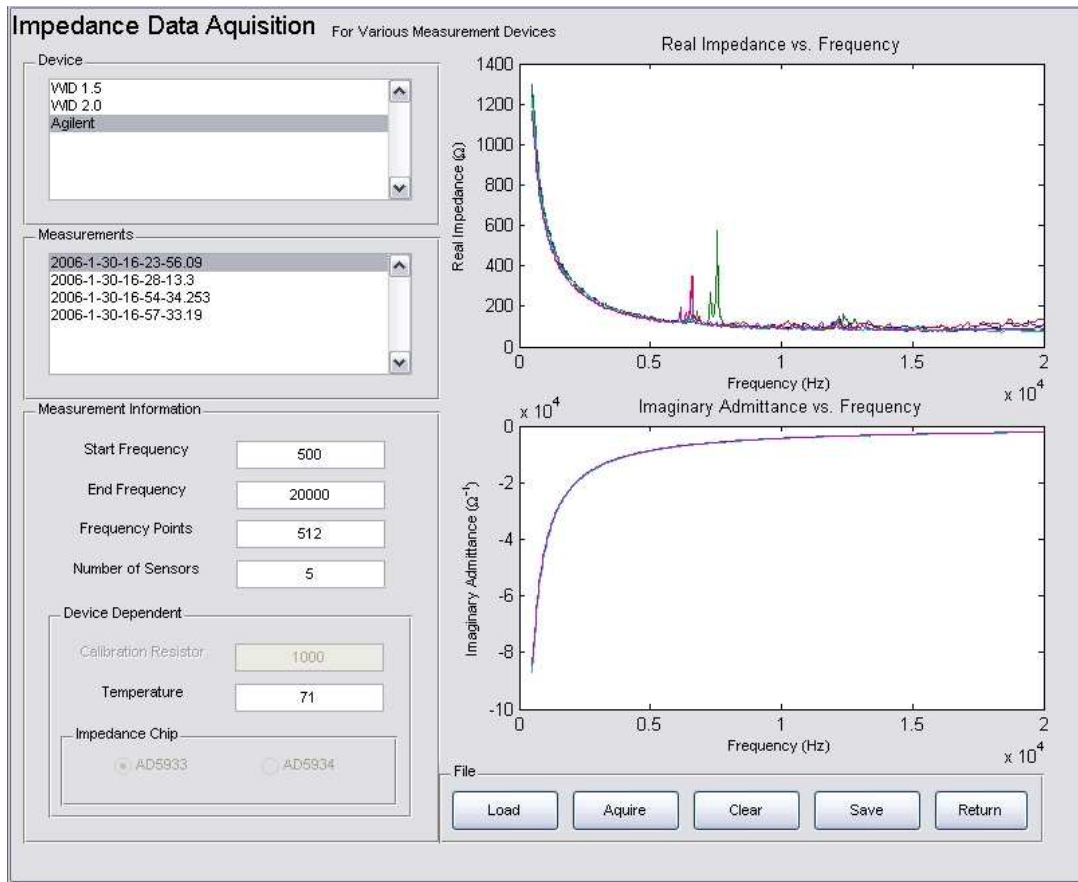 Impedance Data Aquisition For Various Measurement Devices
Device
WID 1.5
WID 2.0
Agilent
Measurements
2006-1-30-16-23-56.09
2006-1-30-16-28-13.3
2006-1-30-16-54-34.253
2006-1-30-16-57-33.19
Measurement Information
Start Frequency 500
End Frequency 20000
Frequency Points 512
Number of Sensors 5
Device Dependent
Calibration Resistor 1000
Temperature 71
Impedance Chip
AD5933 AD5934
Real Impedance vs. Frequency
Real Impedance (Ω)
1400
1200
1000
800
600
400
200
0
0 0.5 1 1.5 2
Frequency (Hz)
x 10⁴
x 10⁴
Imaginary Admittance vs. Frequency
Imaginary Admittance (Ω⁻¹)
0
-2
-4
-6
-8
-10
0 0.5 1 1.5 2
Frequency (Hz)
x 10⁴
File
Load Aquire Clear Save Return